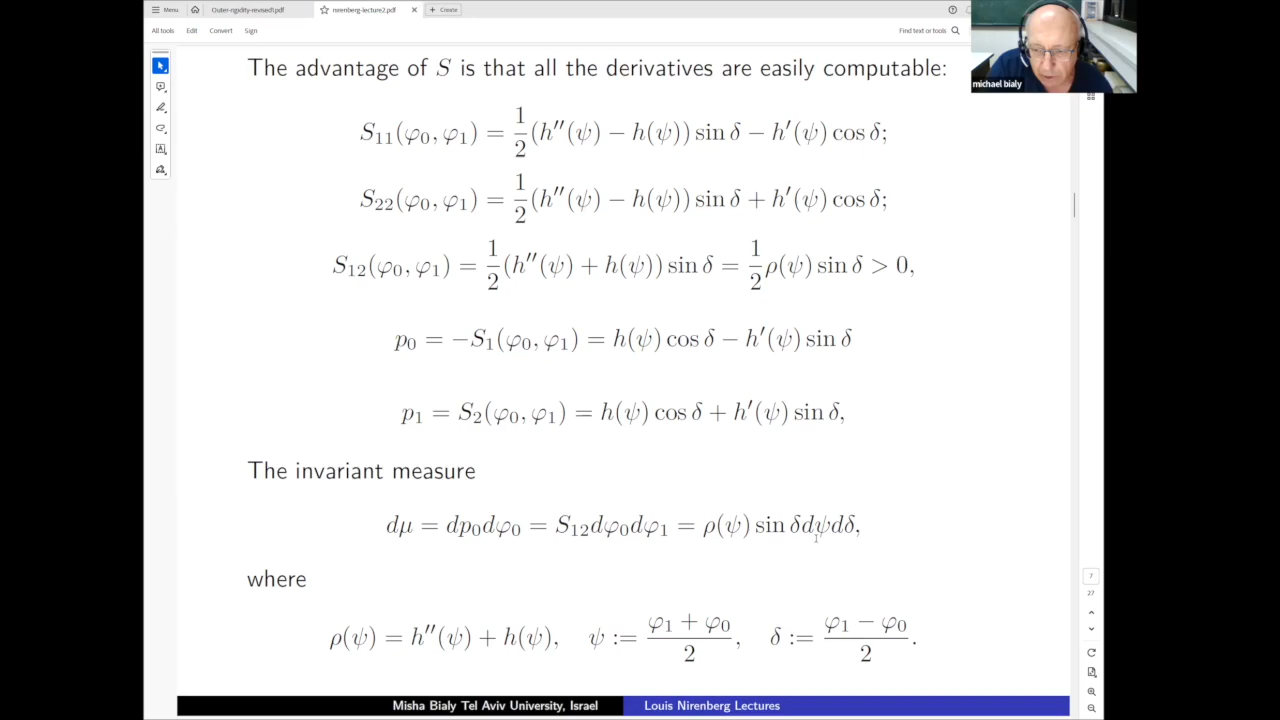 Menu
Outer-rigidity-revised1.pdf
nirenberg-lecture2.pdf
Create
All tools
Edit
Convert
Sign
Find text or tools
michael bialy
The advantage of S is that all the derivatives are easily computable:
S₁₁(φ₀, φ₁) = 1/2 (h″(ψ) − h(ψ)) sin δ − h′(ψ) cos δ;
S₂₂(φ₀, φ₁) = 1/2 (h″(ψ) − h(ψ)) sin δ + h′(ψ) cos δ;
S₁₂(φ₀, φ₁) = 1/2 (h″(ψ) + h(ψ)) sin δ = 1/2 ρ(ψ) sin δ > 0,
p₀ = −S₁(φ₀, φ₁) = h(ψ) cos δ − h′(ψ) sin δ
p₁ = S₂(φ₀, φ₁) = h(ψ) cos δ + h′(ψ) sin δ,
The invariant measure
dμ = dp₀dφ₀ = S₁₂dφ₀dφ₁ = ρ(ψ) sin δdψdδ,
where
ρ(ψ) = h″(ψ) + h(ψ), ψ := (φ₁ + φ₀)/2, δ := (φ₁ − φ₀)/2.
7
27
Misha Bialy Tel Aviv University, Israel
Louis Nirenberg Lectures